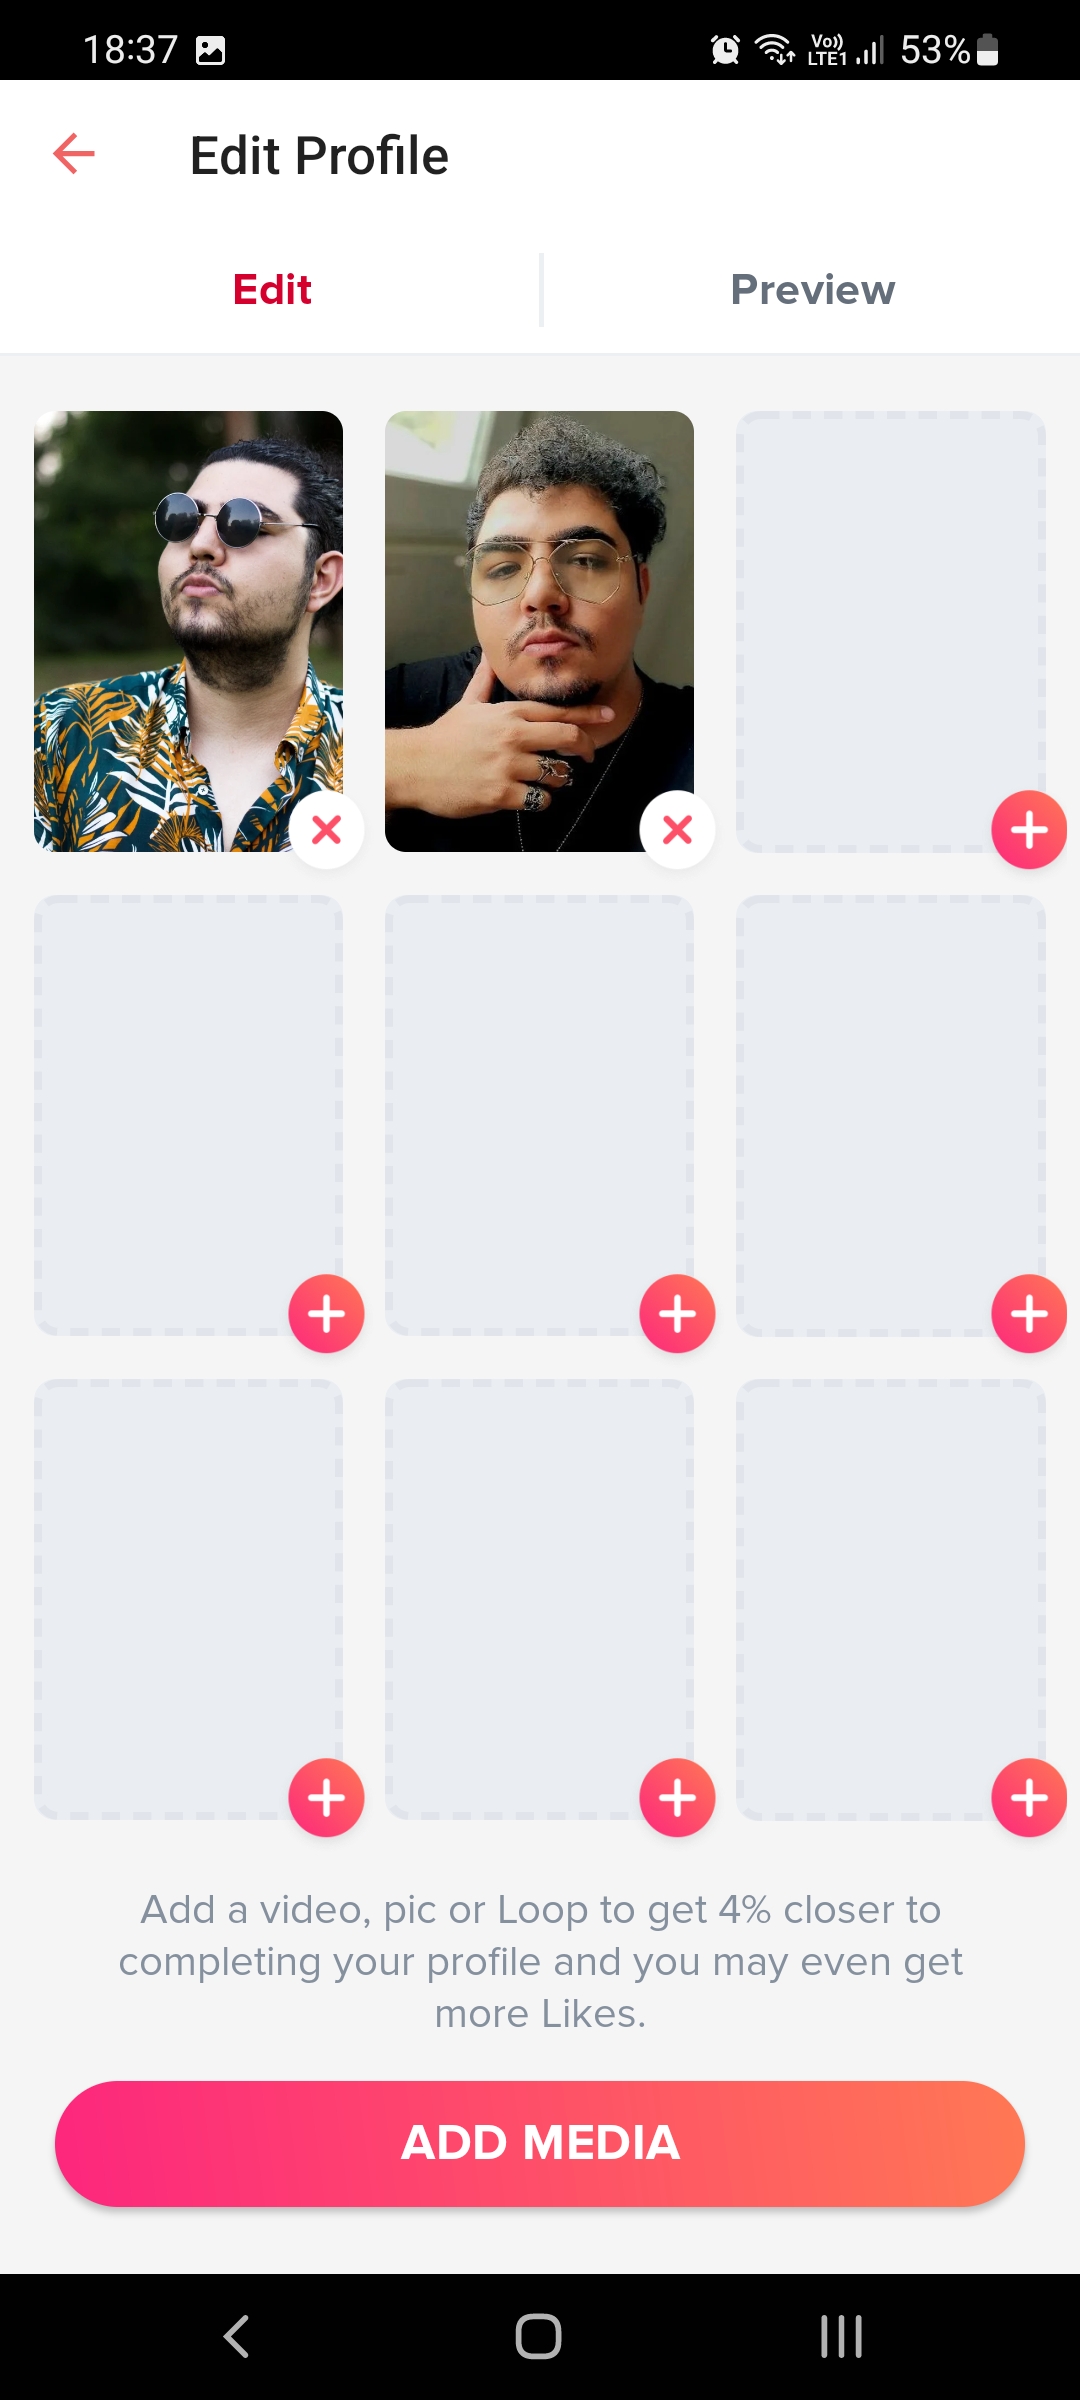 18:37
Vo)) LTE1 53%
Edit Profile
Edit
Preview
Add a video, pic or Loop to get 4% closer to
completing your profile and you may even get
more Likes.
ADD MEDIA